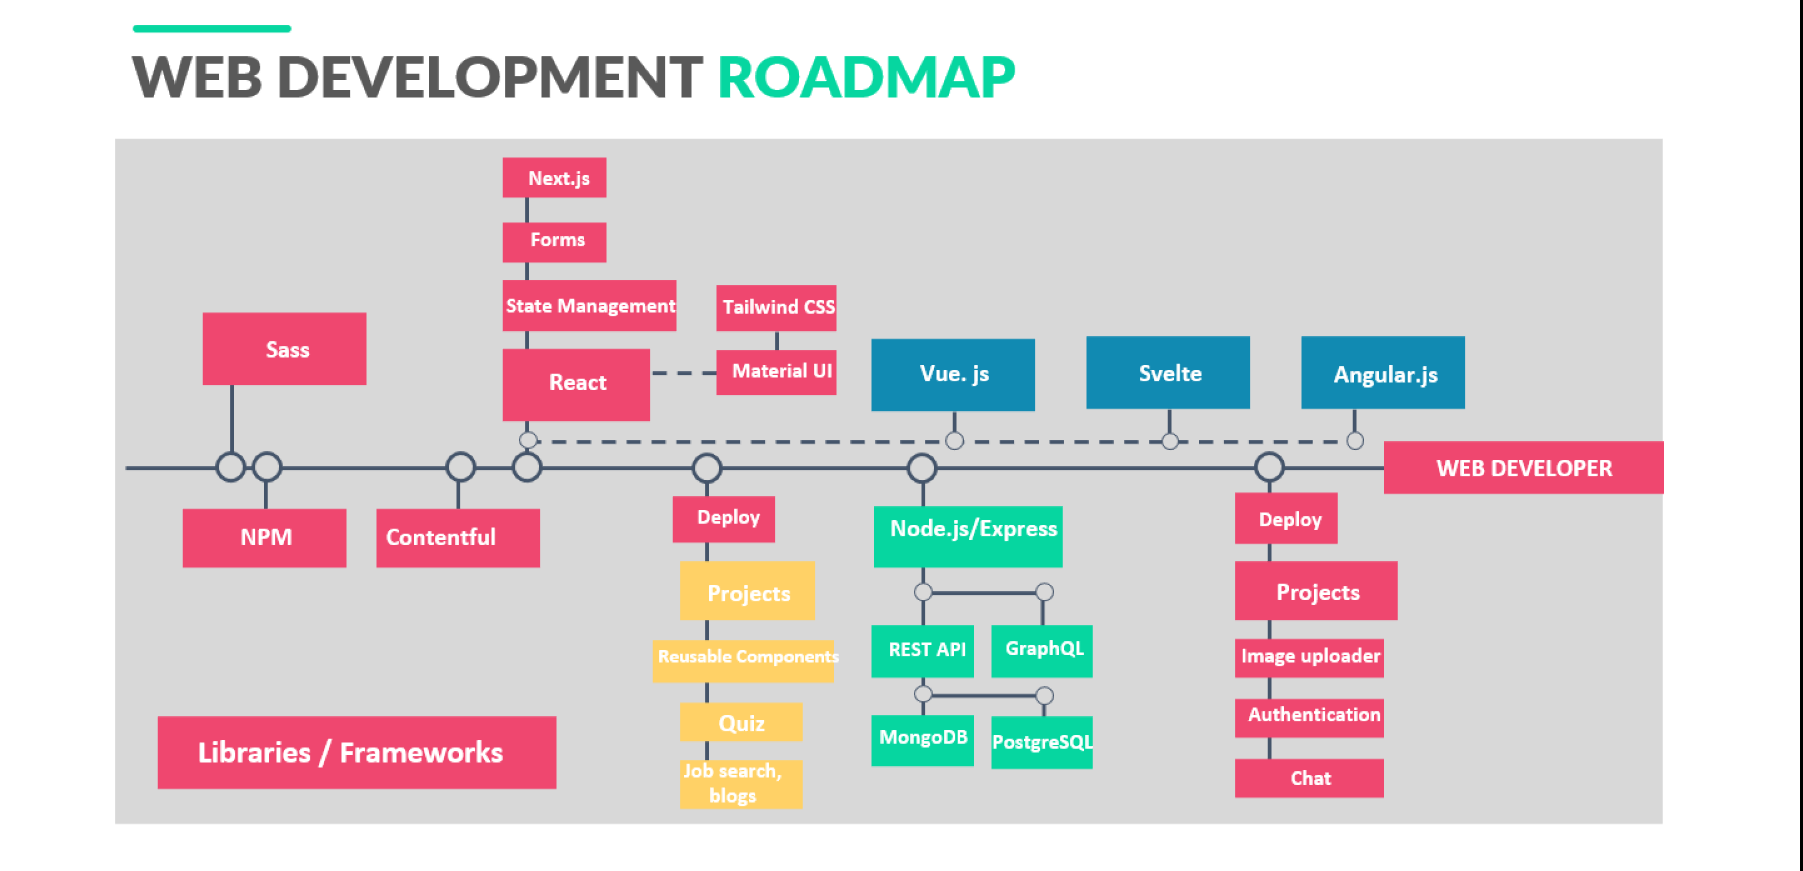 WEB DEVELOPMENT ROADMAP
Next.js
Forms
State Management
React
Tailwind CSS
Material UI
Sass
Vue. js
Svelte
Angular.js
WEB DEVELOPER
NPM
Contentful
Deploy
Projects
Reusable Components
Quiz
Job search,
blogs
Node.js/Express
REST API
GraphQL
MongoDB
PostgreSQL
Deploy
Projects
Image uploader
Authentication
Chat
Libraries / Frameworks